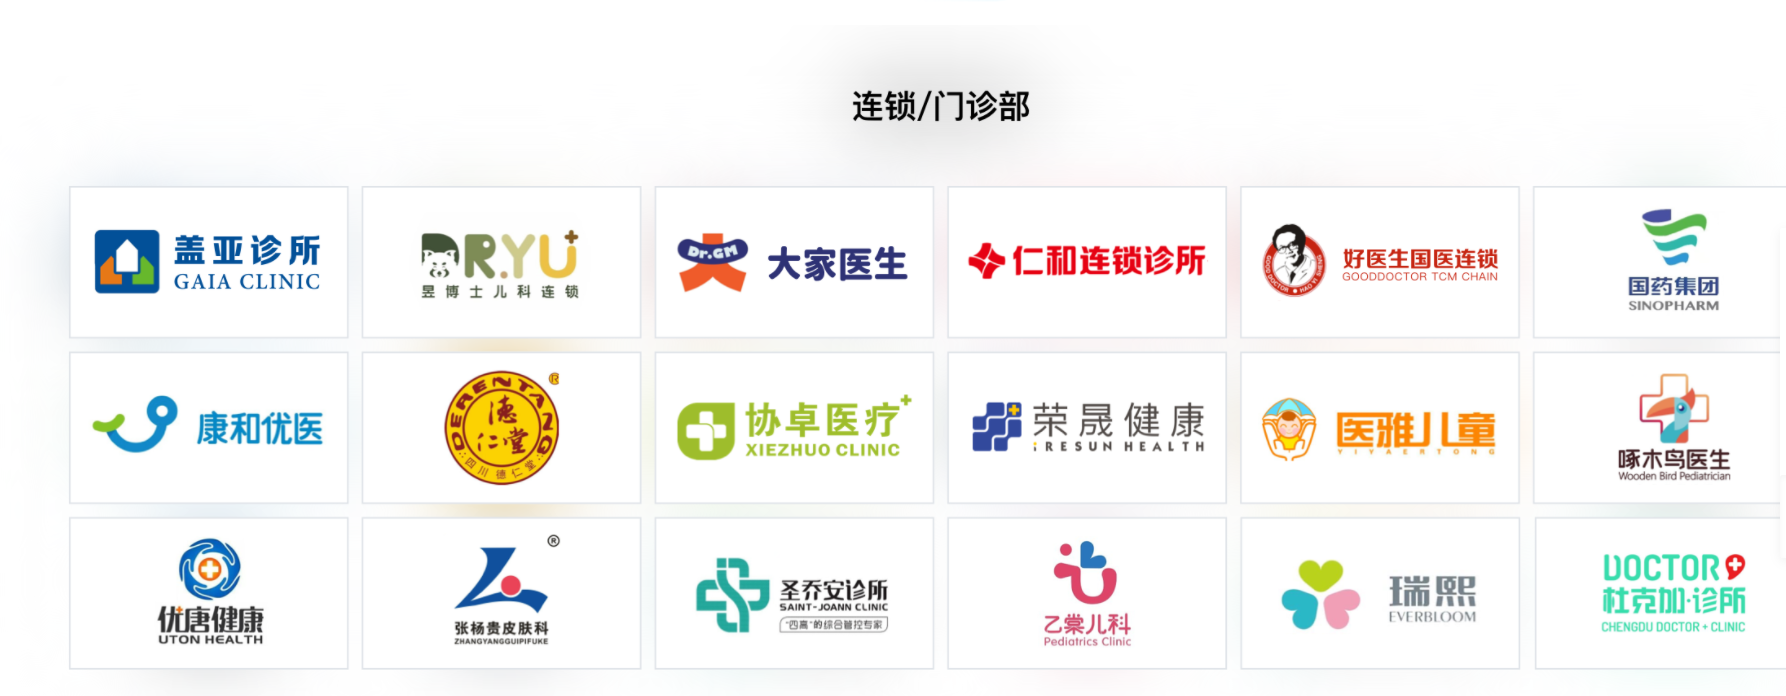 连锁/门诊部
盖亚诊所
GAIA CLINIC
DR.YU
昱博士儿科连锁
Dr.GM
大家医生
仁和连锁诊所
GOOD DOCTOR • HAO YI SHENG
好医生国医连锁
GOODDOCTOR TCM CHAIN
国药集团
SINOPHARM
康和优医
DERENTANG
®
德仁堂
四川德仁堂
协卓医疗
XIEZHUO CLINIC
荣晟健康
iRESUN HEALTH
医雅儿童
YIYAERTONG
啄木鸟医生
Wooden Bird Pediatrician
优唐健康
UTON HEALTH
®
张杨贵皮肤科
ZHANGYANGGUIPIFUKE
圣乔安诊所
SAINT-JOANN CLINIC
"四高"的综合管控专家
乙棠儿科
Pediatrics Clinic
瑞熙
EVERBLOOM
DOCTOR
杜克加·诊所
CHENGDU DOCTOR + CLINIC